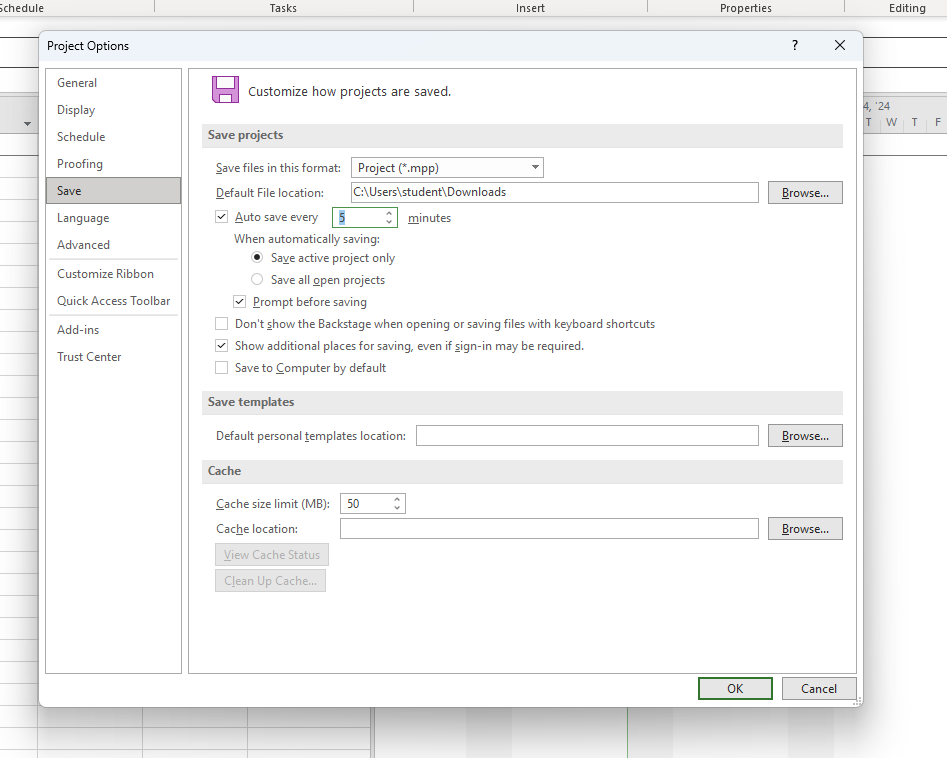 Schedule Tasks Insert Properties Editing
Project Options ?
General
Display
Schedule
Proofing
Save
Language
Advanced
Customize Ribbon
Quick Access Toolbar
Add-ins
Trust Center
Customize how projects are saved.
Save projects
Save files in this format: Project (*.mpp)
Default File location: C:\Users\student\Downloads Browse...
Auto save every 5 minutes
When automatically saving:
Save active project only
Save all open projects
Prompt before saving
Don't show the Backstage when opening or saving files with keyboard shortcuts
Show additional places for saving, even if sign-in may be required.
Save to Computer by default
Save templates
Default personal templates location: Browse...
Cache
Cache size limit (MB): 50
Cache location: Browse...
View Cache Status
Clean Up Cache...
OK Cancel
4, '24
T W T F